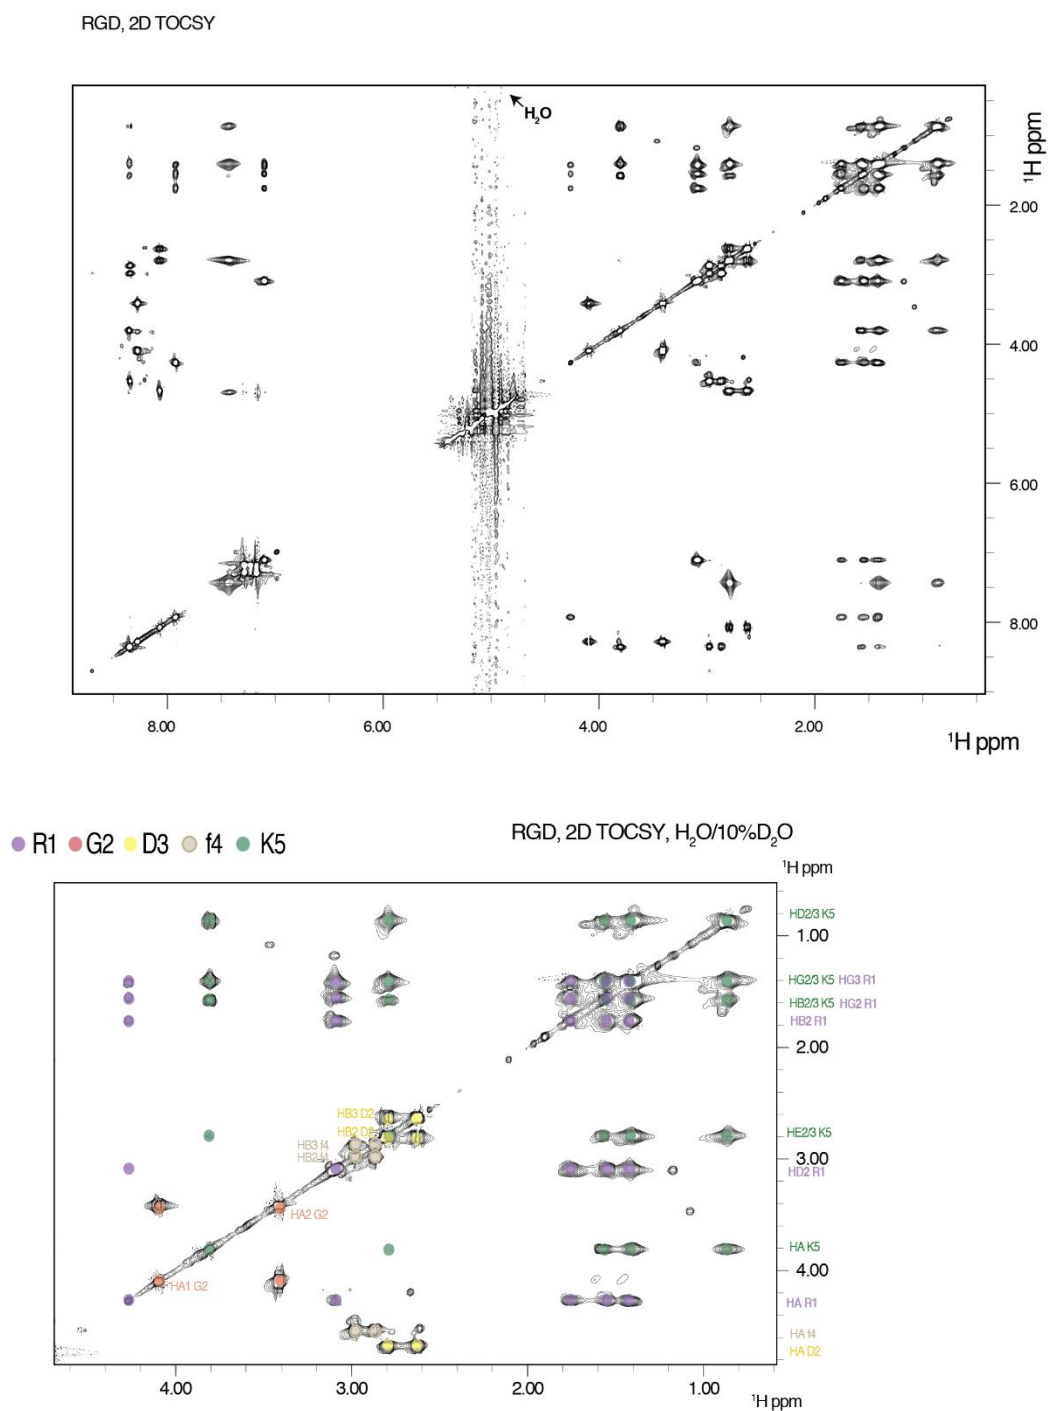 RGD, 2D TOCSY
H2O
¹H ppm
2.00
4.00
6.00
8.00
8.00 6.00 4.00 2.00
¹H ppm
R1 G2 D3 f4 K5
RGD, 2D TOCSY, H2O/10%D2O
¹H ppm
HD2/3 K5
1.00
HG2/3 K5 HG3 R1
HB2/3 K5 HG2 R1
HB2 R1
2.00
HB3 D2
HB2 D2
HB3 f4
HB2 f4
HE2/3 K5
3.00
HD2 R1
HA2 G2
HA K5
4.00
HA1 G2
HA R1
HA f4
HA D2
4.00 3.00 2.00 1.00
¹H ppm